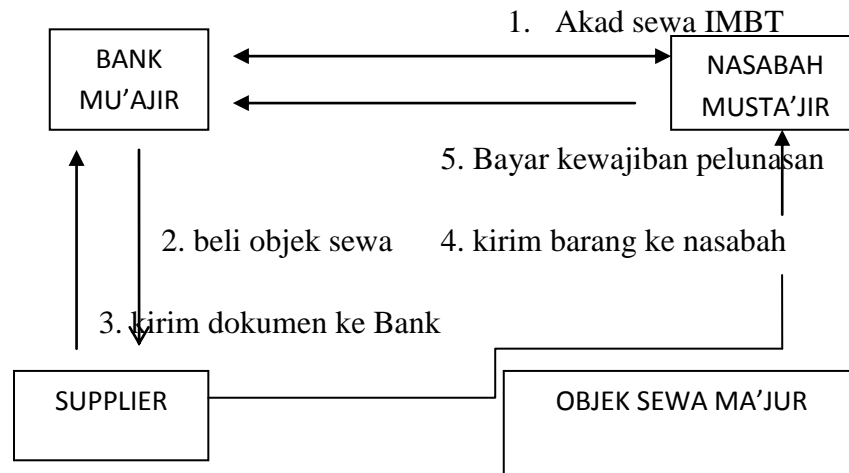 1. Akad sewa IMBT
BANK
MU’AJIR
NASABAH
MUSTA’JIR
5. Bayar kewajiban pelunasan
2. beli objek sewa
4. kirim barang ke nasabah
3. kirim dokumen ke Bank
SUPPLIER
OBJEK SEWA MA’JUR